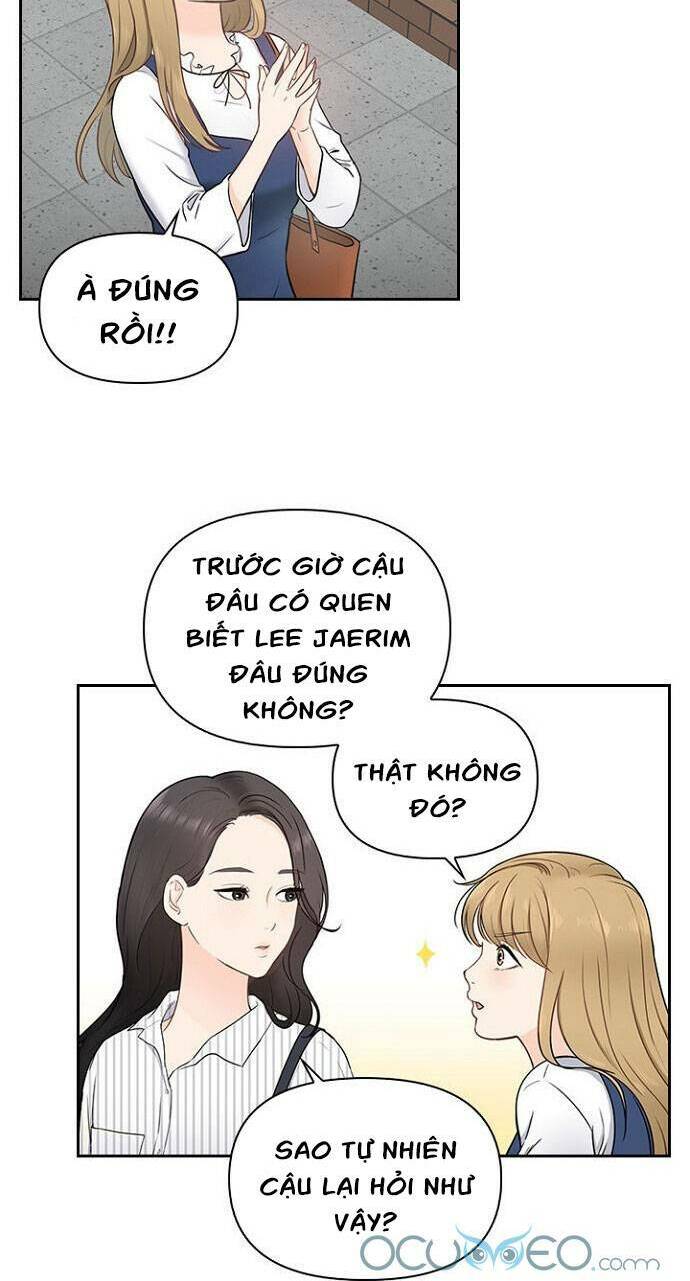 À ĐÚNG
RỒI!!
TRƯỚC GIỜ CẬU
ĐÂU CÓ QUEN
BIẾT LEE JAERIM
ĐÂU ĐÚNG
KHÔNG?
THẬT KHÔNG
ĐÓ?
SAO TỰ NHIÊN
CẬU LẠI HỎI NHƯ
VẬY?
OCUMEO.com